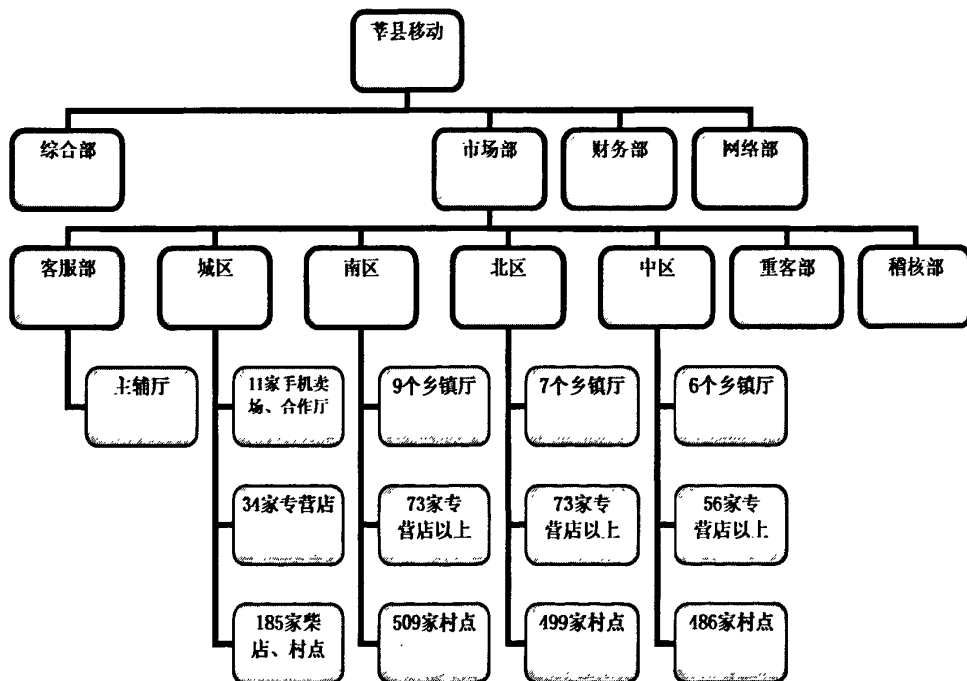 莘县移动
综合部
市场部
财务部
网络部
客服部
城区
南区
北区
中区
重客部
稽核部
主辅厅
11家手机卖
场、合作厅
9个乡镇厅
7个乡镇厅
6个乡镇厅
34家专营店
73家专
营店以上
73家专
营店以上
56家专
营店以上
185家柴
店、村点
509家村点
499家村点
486家村点